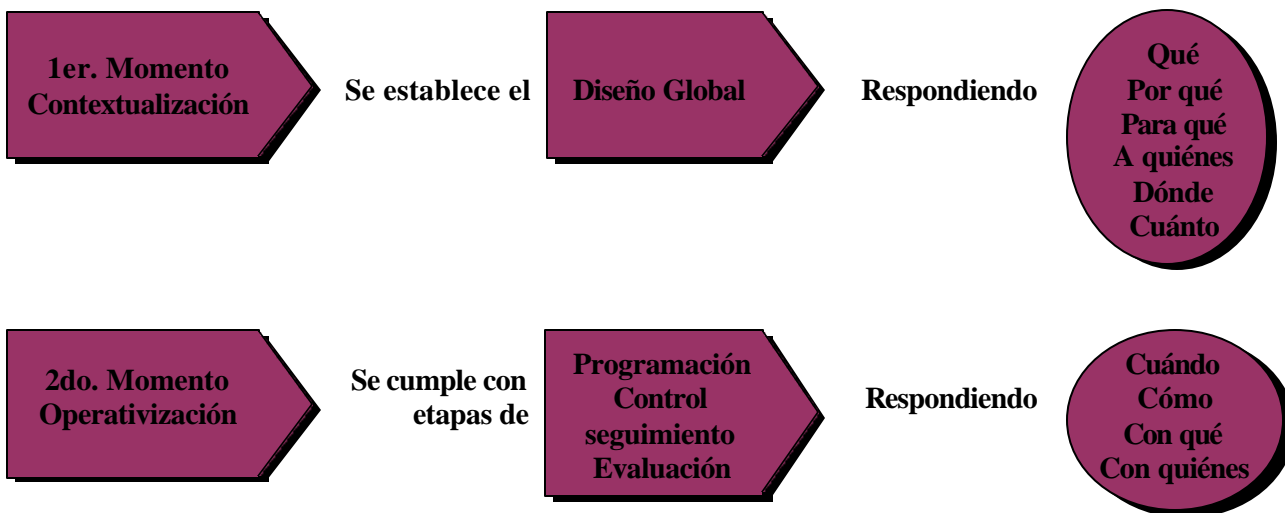 1er. Momento
Contextualización
Se establece el
Diseño Global
Respondiendo
Qué
Por qué
Para qué
A quiénes
Dónde
Cuánto
2do. Momento
Operativización
Se cumple con
etapas de
Programación
Control
seguimiento
Evaluación
Respondiendo
Cuándo
Cómo
Con qué
Con quiénes